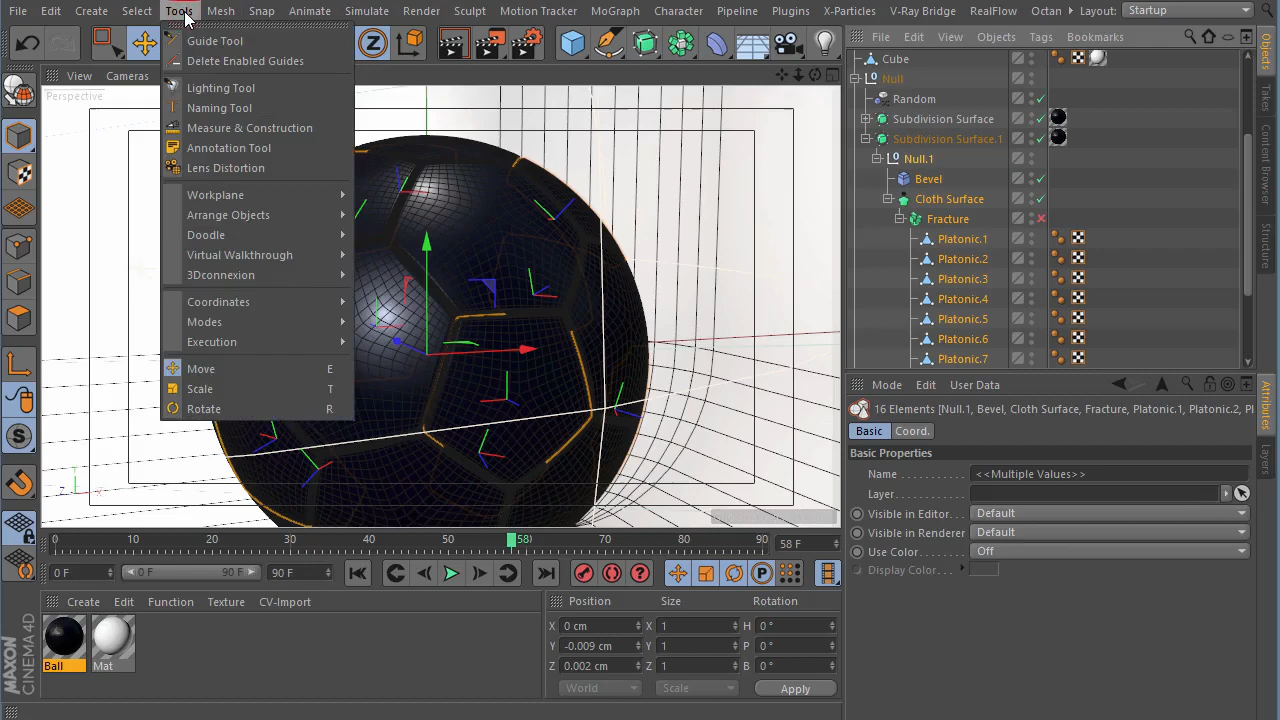 File Edit Create Select Tools Mesh Snap Animate Simulate Render Sculpt Motion Tracker MoGraph Character Pipeline Plugins X-Particles V-Ray Bridge RealFlow Octan Layout: Startup
Guide Tool
Delete Enabled Guides
Lighting Tool
Naming Tool
Measure & Construction
Annotation Tool
Lens Distortion
Workplane
Arrange Objects
Doodle
Virtual Walkthrough
3Dconnexion
Coordinates
Modes
Execution
Move E
Scale T
Rotate R
View Cameras
Perspective
Y
Z X
File Edit View Objects Tags Bookmarks
Cube
Null
Random
Subdivision Surface
Subdivision Surface.1
Null.1
Bevel
Cloth Surface
Fracture
Platonic.1
Platonic.2
Platonic.3
Platonic.4
Platonic.5
Platonic.6
Platonic.7
Objects
Takes
Content Browser
Structure
Mode Edit User Data
16 Elements [Null.1, Bevel, Cloth Surface, Fracture, Platonic.1, Platonic.2, Pl
Basic Coord.
Basic Properties
Name <<Multiple Values>>
Layer
Visible in Editor Default
Visible in Renderer Default
Use Color Off
Display Color
Attributes
Layers
0 10 20 30 40 50 58 70 80 90 58 F
0 F 0 F 90 F 90 F
Create Edit Function Texture CV-Import
Ball Mat
Position Size Rotation
X 0 cm X 1 H 0 °
Y -0.009 cm Y 1 P 0 °
Z 0.002 cm Z 1 B 0 °
World Scale Apply
MAXON
CINEMA 4D